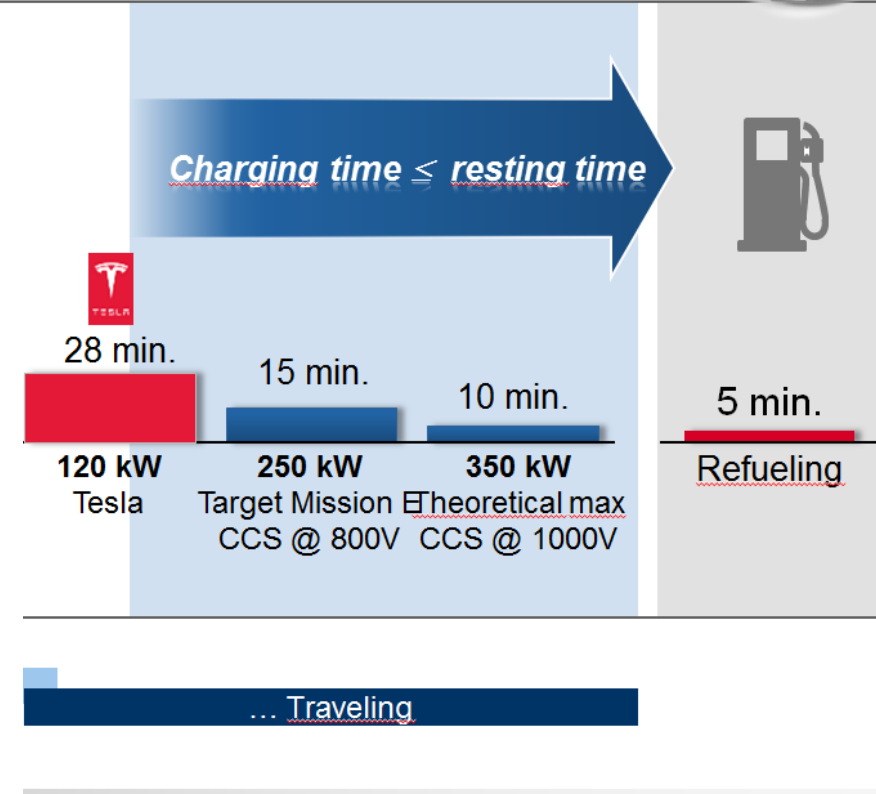 Charging time ≤ resting time
TESLA
28 min.
15 min.
10 min.
5 min.
120 kW
250 kW
350 kW
Refueling
Tesla
Target Mission E
Theoretical max
CCS @ 800V
CCS @ 1000V
... Traveling